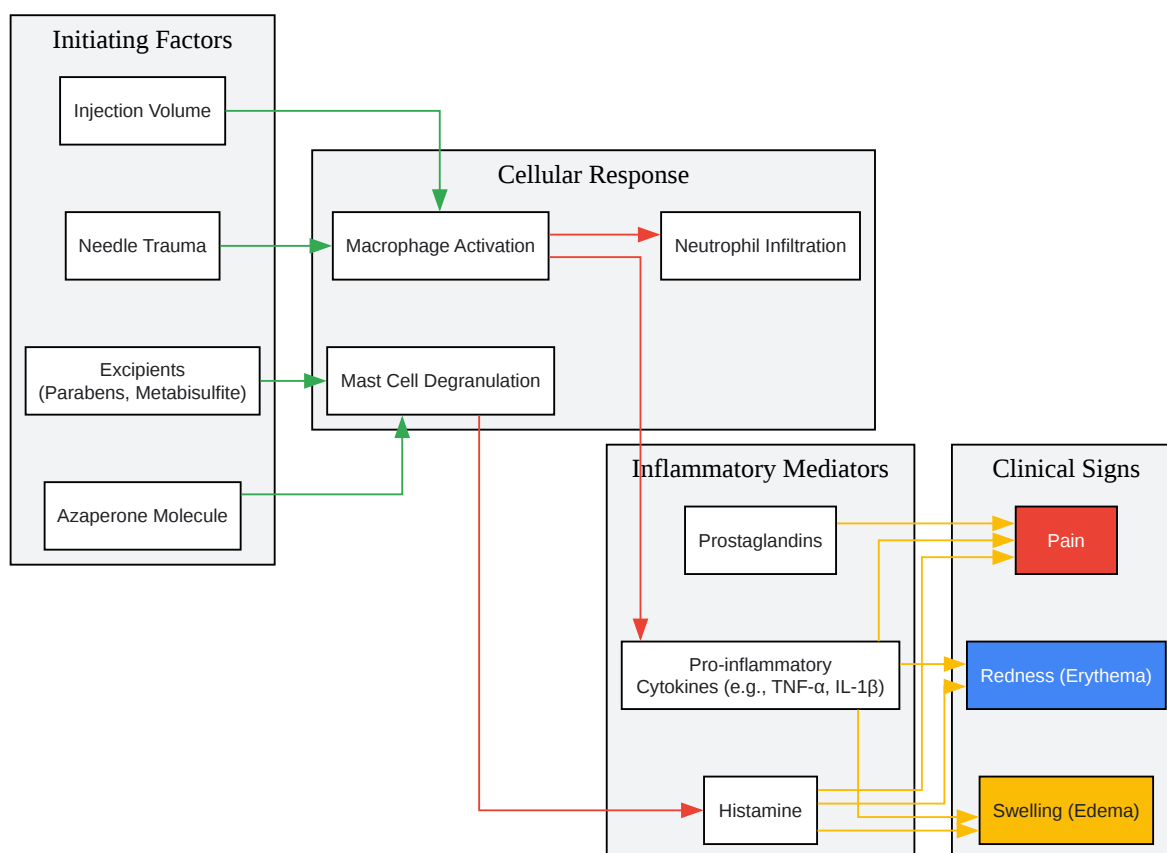 Initiating Factors
Injection Volume
Needle Trauma
Excipients
(Parabens, Metabisulfite)
Azaperone Molecule
Cellular Response
Macrophage Activation
Neutrophil Infiltration
Mast Cell Degranulation
Inflammatory Mediators
Prostaglandins
Pro-inflammatory
Cytokines (e.g., TNF-α, IL-1β)
Histamine
Clinical Signs
Pain
Redness (Erythema)
Swelling (Edema)